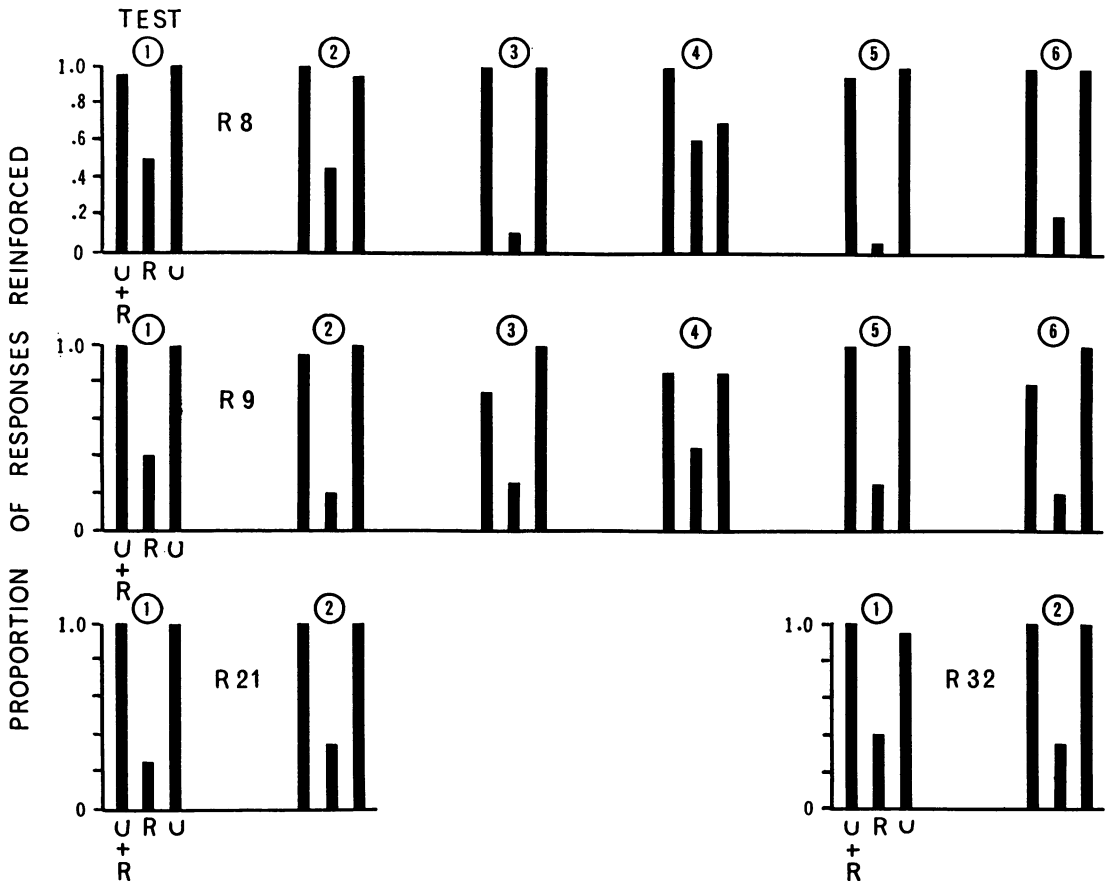 TEST
1 2 3 4 5 6
1.0
.8
.6
.4
.2
0
R 8
U+R R U
1 2 3 4 5 6
1.0
0
R 9
U+R R U
1 2
1.0
0
R 21
U+R R U
1 2
1.0
0
R 32
U+R R U
PROPORTION OF RESPONSES REINFORCED